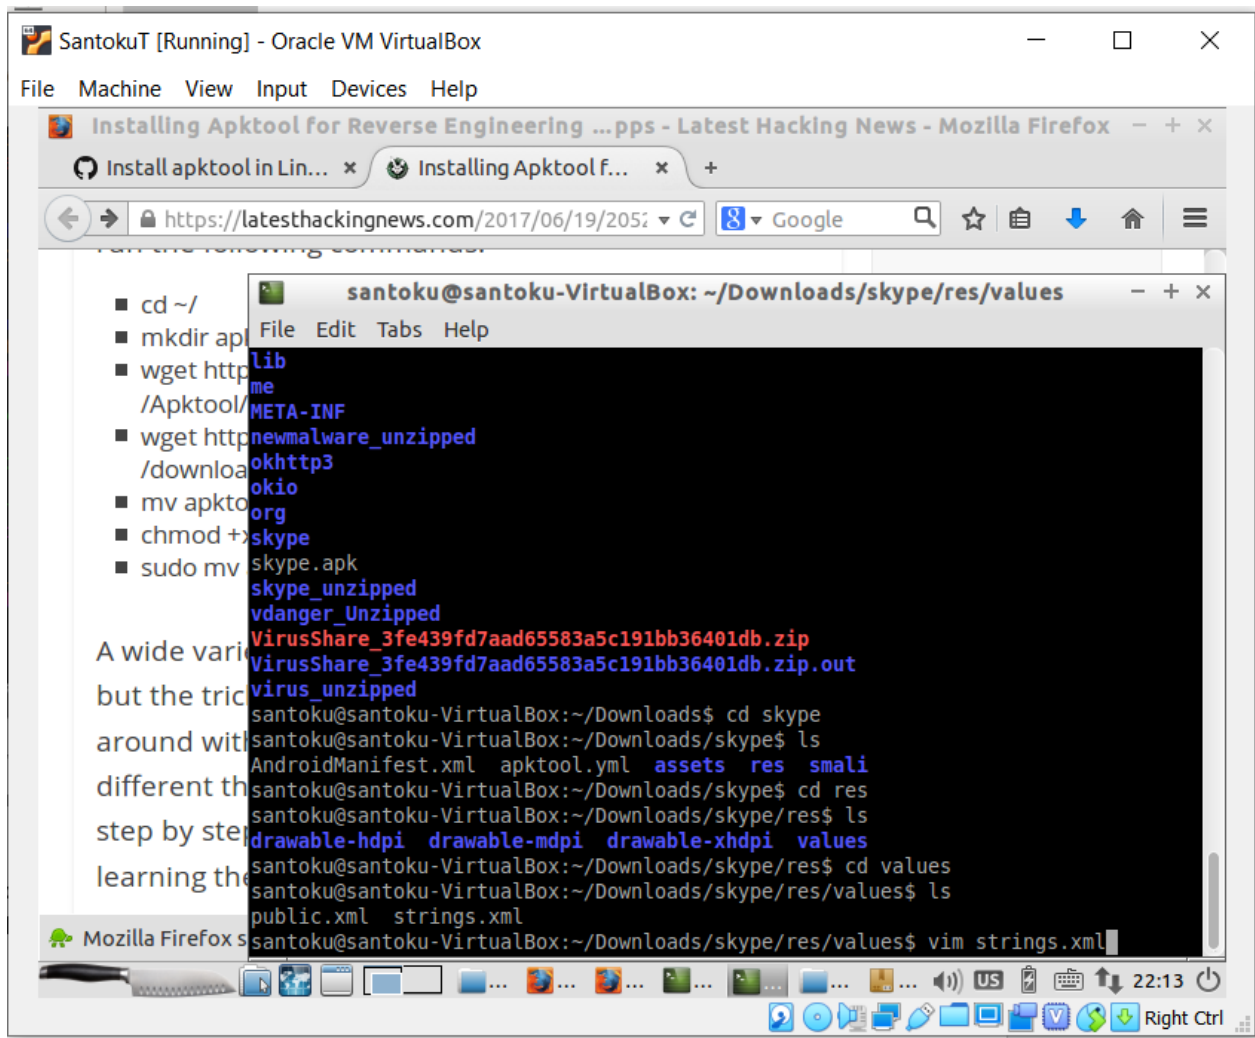 SantokuT [Running] - Oracle VM VirtualBox
File Machine View Input Devices Help
Installing Apktool for Reverse Engineering ...pps - Latest Hacking News - Mozilla Firefox
Install apktool in Lin... × Installing Apktool f... × +
https://latesthackingnews.com/2017/06/19/205 Google
run the following commands:
cd ~/
mkdir apk
wget http
/Apktool/
wget http
/downloa
mv apkto
chmod +x
sudo mv
A wide varie
but the tric
around with
different th
step by step
learning the
Mozilla Firefox s
santoku@santoku-VirtualBox: ~/Downloads/skype/res/values
File Edit Tabs Help
lib
me
META-INF
newmalware_unzipped
okhttp3
okio
org
skype
skype.apk
skype_unzipped
vdanger_Unzipped
VirusShare_3fe439fd7aad65583a5c191bb36401db.zip
VirusShare_3fe439fd7aad65583a5c191bb36401db.zip.out
virus_unzipped
santoku@santoku-VirtualBox:~/Downloads$ cd skype
santoku@santoku-VirtualBox:~/Downloads/skype$ ls
AndroidManifest.xml apktool.yml assets res smali
santoku@santoku-VirtualBox:~/Downloads/skype$ cd res
santoku@santoku-VirtualBox:~/Downloads/skype/res$ ls
drawable-hdpi drawable-mdpi drawable-xhdpi values
santoku@santoku-VirtualBox:~/Downloads/skype/res$ cd values
santoku@santoku-VirtualBox:~/Downloads/skype/res/values$ ls
public.xml strings.xml
santoku@santoku-VirtualBox:~/Downloads/skype/res/values$ vim strings.xml
... ... ... ... ... ... ... US 22:13
Right Ctrl